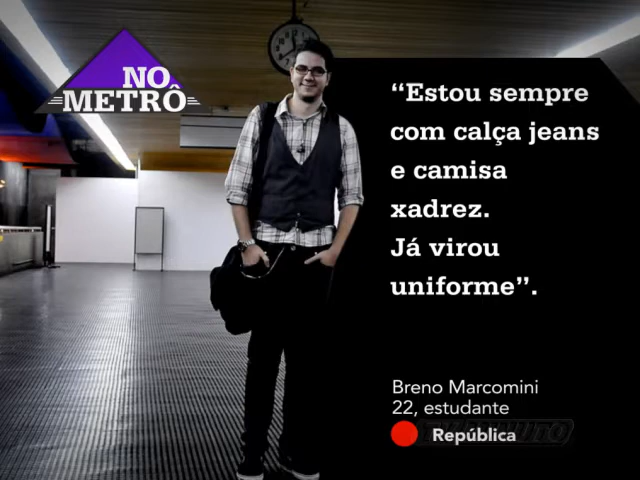 NO
METRÔ
“Estou sempre
com calça jeans
e camisa
xadrez.
Já virou
uniforme”.
Breno Marcomini
22, estudante
República